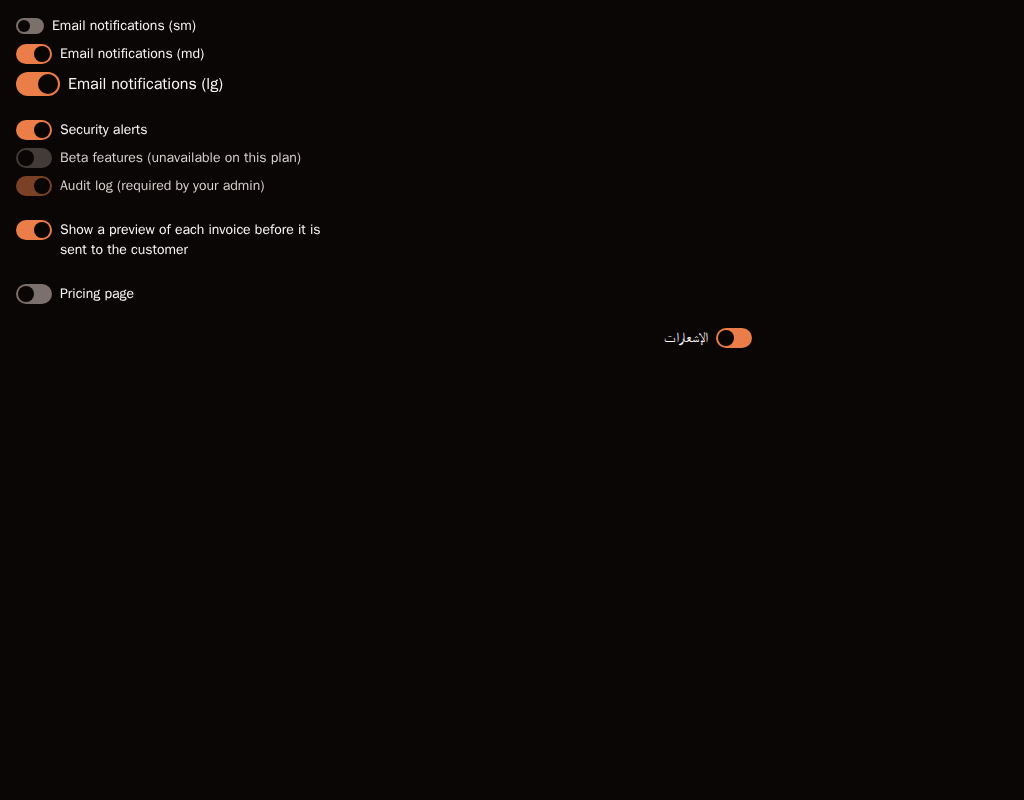 Email notifications (sm)
Email notifications (md)
Email notifications (lg)
Security alerts
Beta features (unavailable on this plan)
Audit log (required by your admin)
Show a preview of each invoice before it is
sent to the customer
Pricing page
الإشعارات